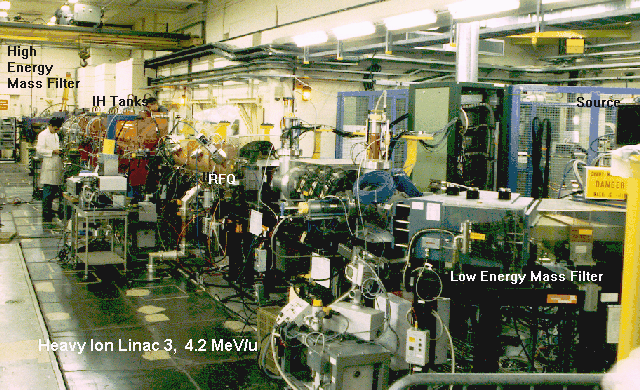 High
Energy
Mass Filter
IH Tanks
Source
RFQ
DANGER
Low Energy Mass Filter
Heavy Ion Linac 3, 4.2 MeV/u